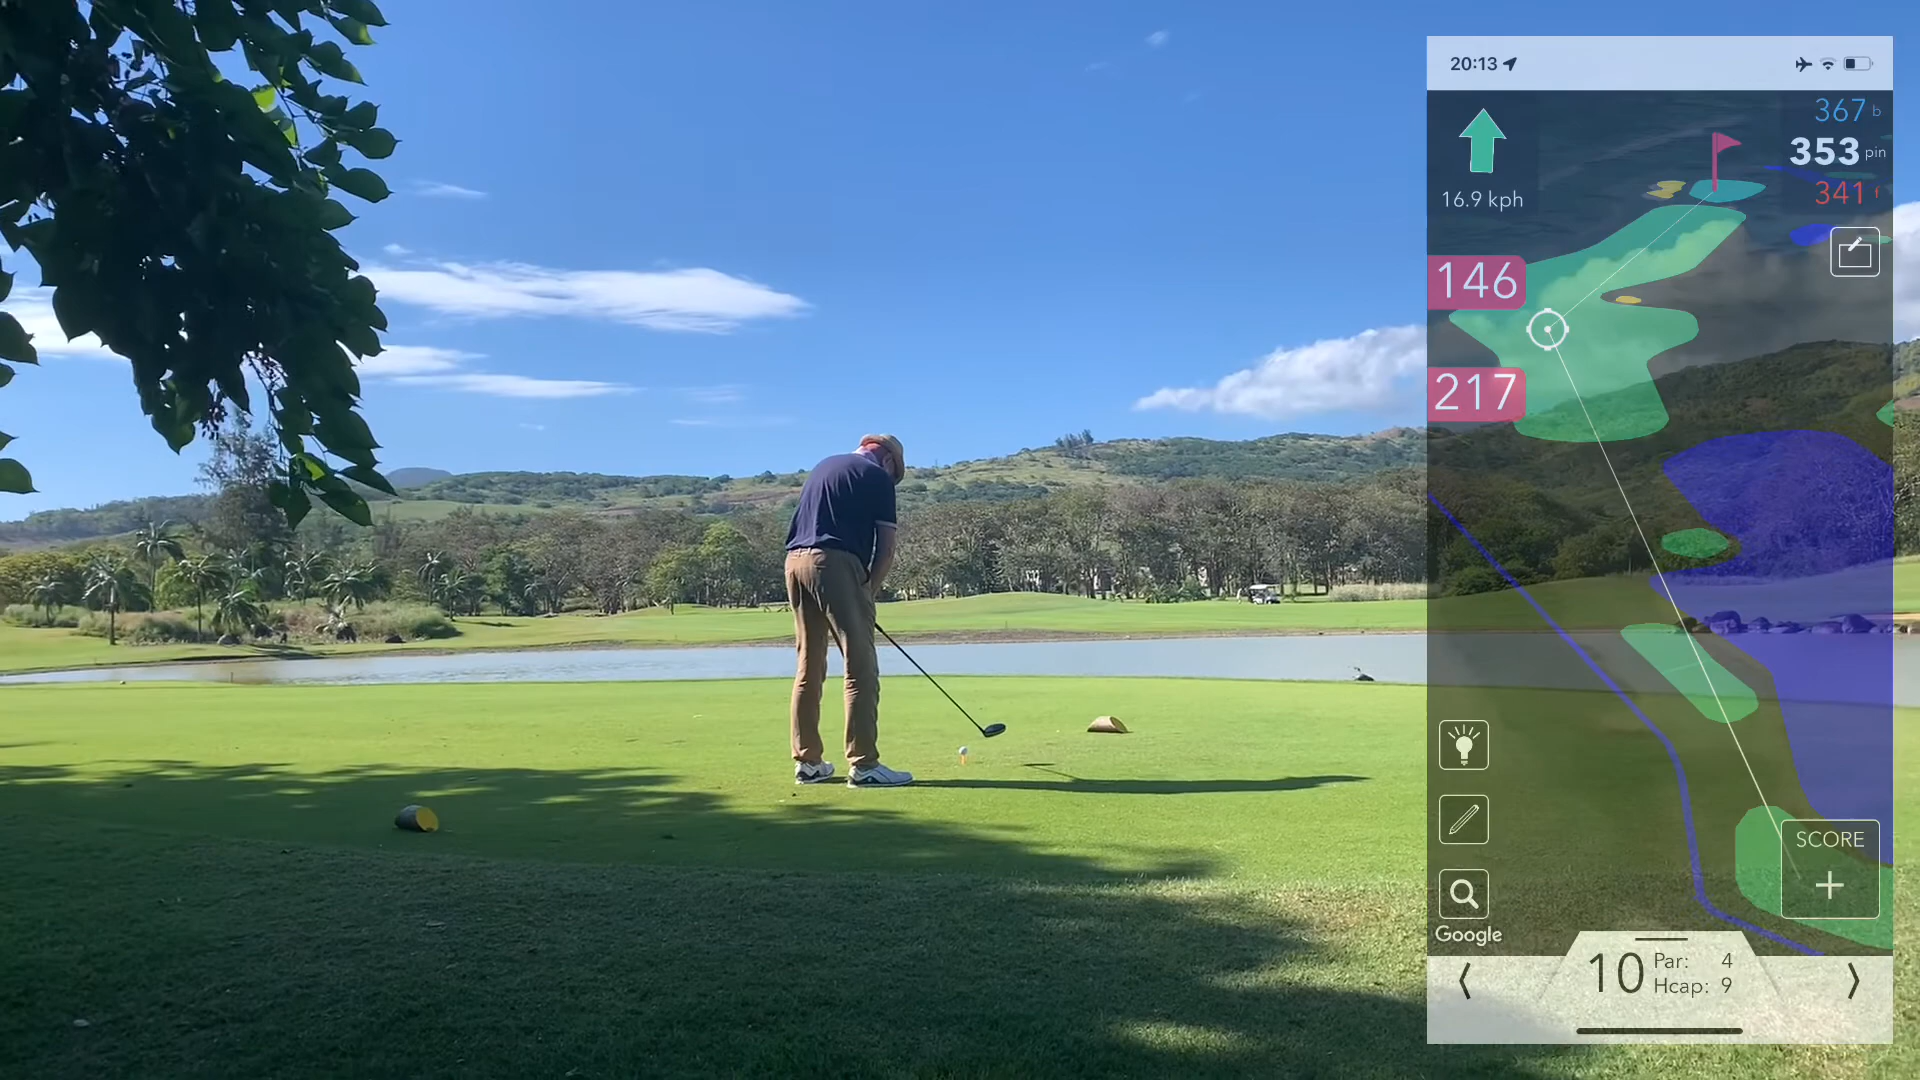 20:13
367 b
353 pin
341 f
16.9 kph
146
217
SCORE
+
Google
10
Par: 4
Hcap: 9